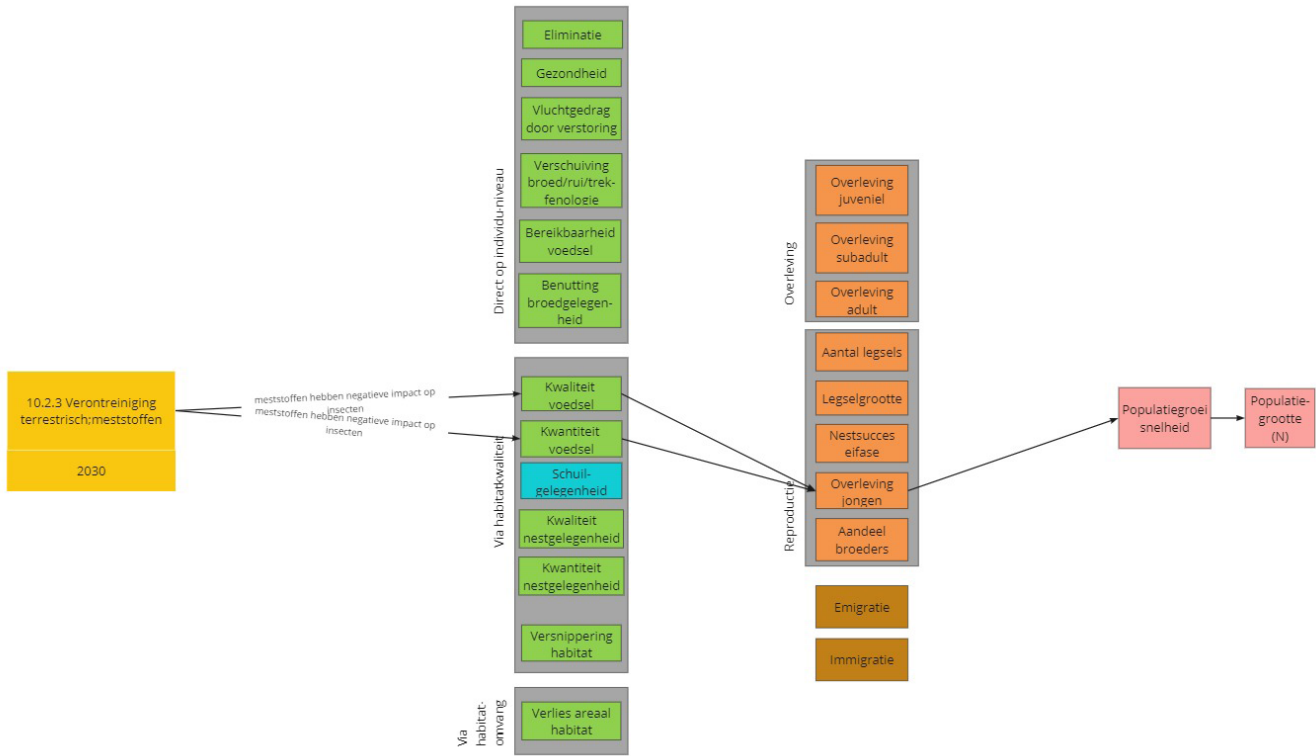 10.2.3 Verontreiniging
terrestrisch;meststoffen
2030
meststoffen hebben negatieve impact op
insecten
meststoffen hebben negatieve impact op
insecten
Direct op individu-niveau
Eliminatie
Gezondheid
Vluchtgedrag
door verstoring
Verschuiving
broed/rui/trek-
fenologie
Bereikbaarheid
voedsel
Benutting
broedgelegen-
heid
Via habitatkwaliteit
Kwaliteit
voedsel
Kwantiteit
voedsel
Schuil-
gelegenheid
Kwaliteit
nestgelegenheid
Kwantiteit
nestgelegenheid
Versnippering
habitat
Via
habitat-
omvang
Verlies areaal
habitat
Overleving
Overleving
juveniel
Overleving
subadult
Overleving
adult
Reproductie
Aantal legsels
Legselgrootte
Nestsucces
eifase
Overleving
jongen
Aandeel
broeders
Emigratie
Immigratie
Populatiegroei
snelheid
Populatie-
grootte
(N)